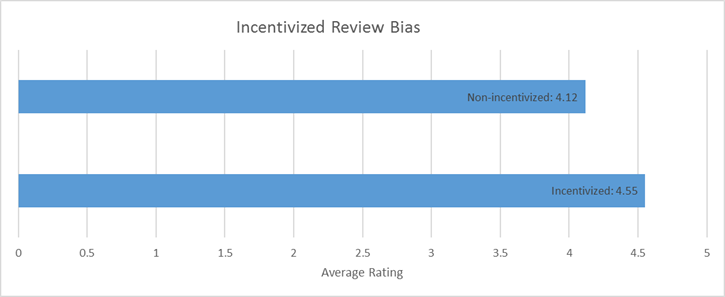 Incentivized Review Bias
Non-incentivized: 4.12
Incentivized: 4.55
0 0.5 1 1.5 2 2.5 3 3.5 4 4.5 5
Average Rating